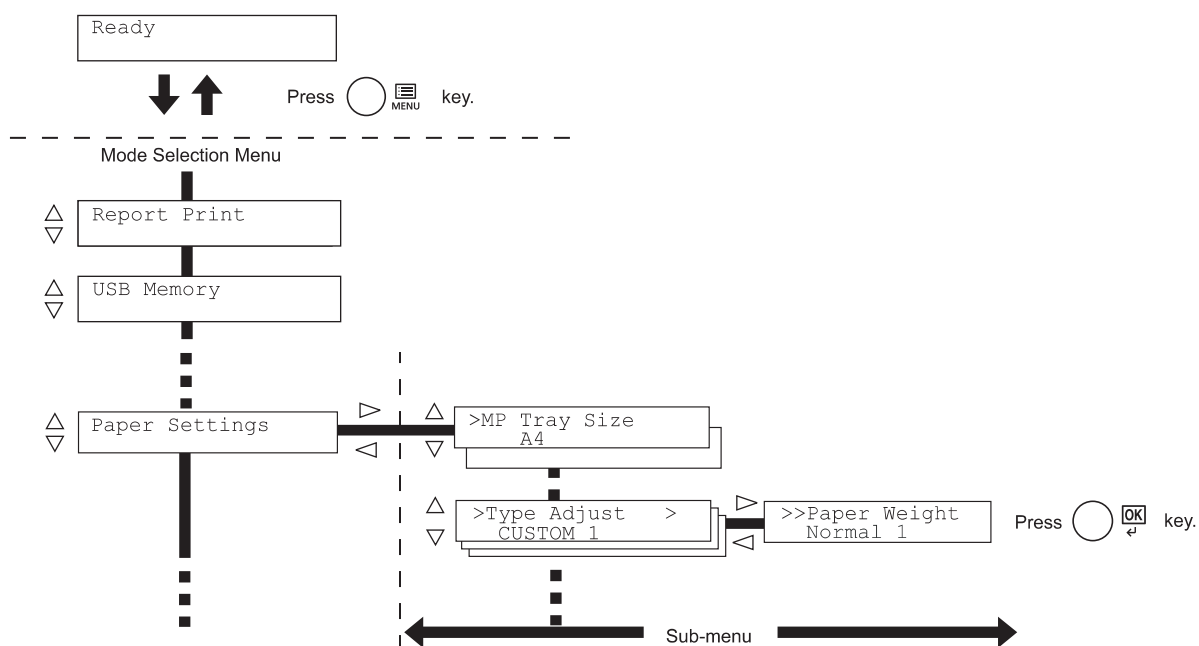 Ready
Press MENU key.
Mode Selection Menu
Report Print
USB Memory
Paper Settings
>MP Tray Size
A4
>Type Adjust >
CUSTOM 1
>>Paper Weight
Normal 1
Press OK key.
Sub-menu